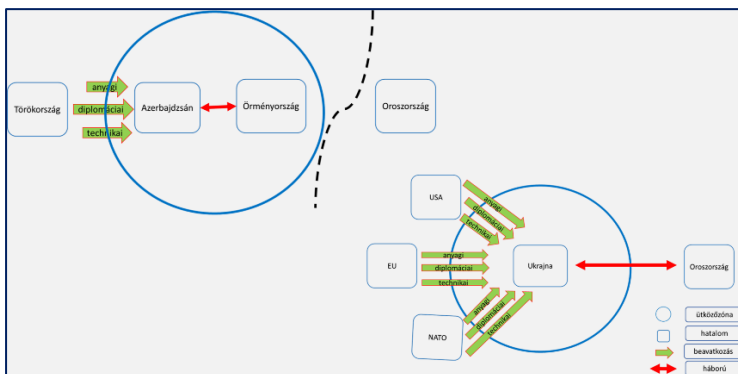 anyagi
Törökország
diplomáciai
Azerbajdzsán
Örményország
Oroszország
technikai
USA
anyagi
diplomáciai
technikai
EU
anyagi
diplomáciai
technikai
Ukrajna
Oroszország
NATO
anyagi
diplomáciai
technikai
ütközőzóna
hatalom
beavatkozás
háború